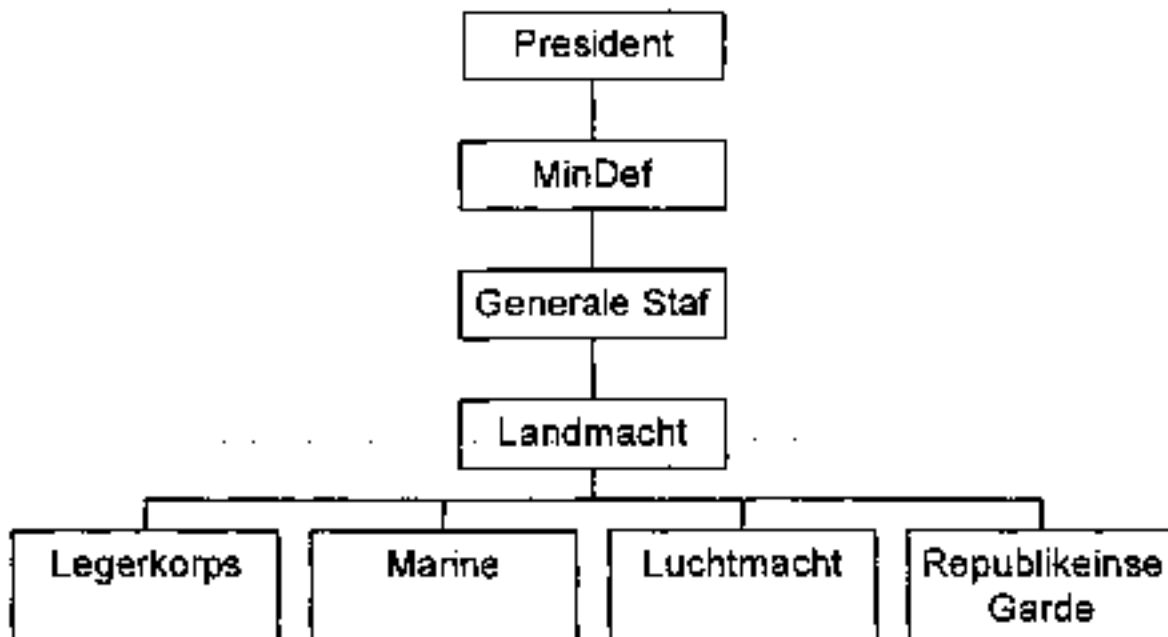 President
MinDef
Generale Staf
Landmacht
Legerkorps
Marine
Luchtmacht
Republikeinse
Garde